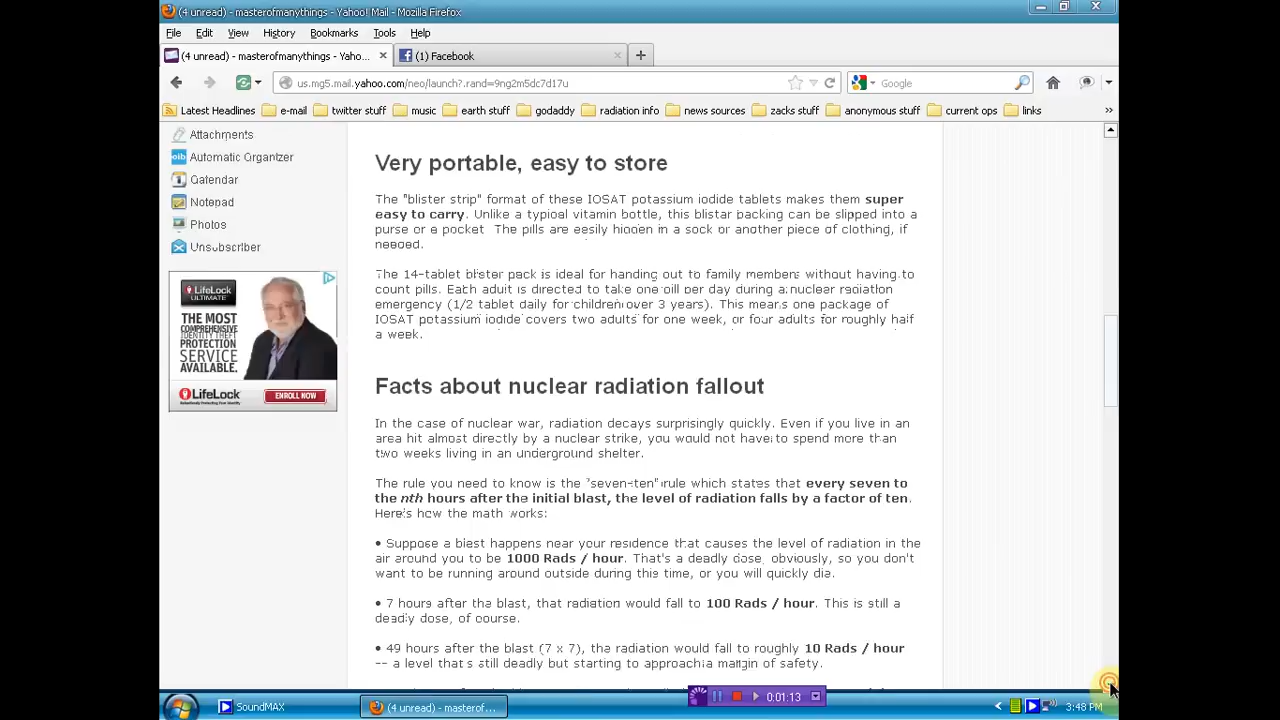 (4 unread) - masterofmanythings - Yahoo! Mail - Mozilla Firefox
File Edit View History Bookmarks Tools Help
(4 unread) - masterofmanythings - Yaho... × (1) Facebook × +
us.mg5.mail.yahoo.com/neo/launch?.rand=9ng2m5dc7d17u Google
Latest Headlines e-mail twitter stuff music earth stuff godaddy radiation info news sources zacks stuff anonymous stuff current ops links »
Attachments
Automatic Organizer
Calendar
Notepad
Photos
Unsubscriber
LifeLock
ULTIMATE
THE MOST
COMPREHENSIVE
IDENTITY THEFT
PROTECTION
SERVICE
AVAILABLE.
LifeLock
ENROLL NOW
Very portable, easy to store
The "blister strip" format of these IOSAT potassium iodide tablets makes them super
easy to carry. Unlike a typical vitamin bottle, this blistar backing can be slipped into a
purse or a pocket The pills are easily hidden in a sock or another piece of clothing, if
needed.
The 14-tablet blister pack is ideal for handing out to family members without having to
count pills. Each adult is directed to take one pill per day during a nuclear radiation
emergency (1/2 tablet daily for children over 3 years). This means one package of
IOSAT potassium iodide covers two adults for one week, or four adults for roughly half
a week.
Facts about nuclear radiation fallout
In the case of nuclear war, radiation decays surprisingly quickly. Even if you live in an
area hit almost directly by a nuclear strike, you would not have to spend more than
two weeks living in an underground shelter.
The rule you need to know is the "seven-ten" rule which states that every seven to
the nth hours after the initial blast, the level of radiation falls by a factor of ten.
Here's how the math works:
• Suppose a blast happens near your residence that causes the level of radiation in the
air around you to be 1000 Rads / hour. That's a deadly dose, obviously, so you don't
want to be running around outside during this time, or you will quickly die.
• 7 hours after the blast, that radiation would fall to 100 Rads / hour. This is still a
deadly dose, of course.
• 49 hours after the blast (7 x 7), the radiation would fall to roughly 10 Rads / hour
-- a level that's still deadly but starting to approach a margin of safety.
SoundMAX (4 unread) - masterof... 0:01:13 3:48 PM